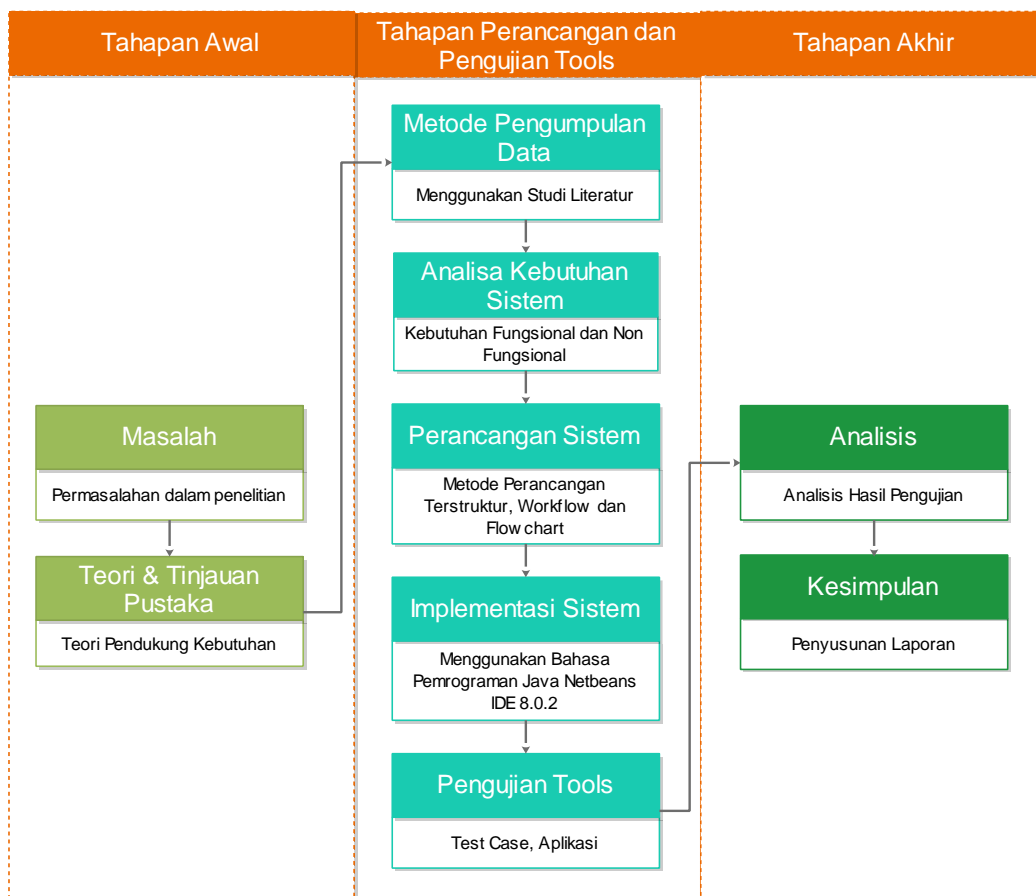 Tahapan Awal
Tahapan Perancangan dan
Pengujian Tools
Tahapan Akhir
Masalah
Permasalahan dalam penelitian
Teori & Tinjauan
Pustaka
Teori Pendukung Kebutuhan
Metode Pengumpulan
Data
Menggunakan Studi Literatur
Analisa Kebutuhan
Sistem
Kebutuhan Fungsional dan Non
Fungsional
Perancangan Sistem
Metode Perancangan
Terstruktur, Workflow dan
Flow chart
Implementasi Sistem
Menggunakan Bahasa
Pemrograman Java Netbeans
IDE 8.0.2
Pengujian Tools
Test Case, Aplikasi
Analisis
Analisis Hasil Pengujian
Kesimpulan
Penyusunan Laporan